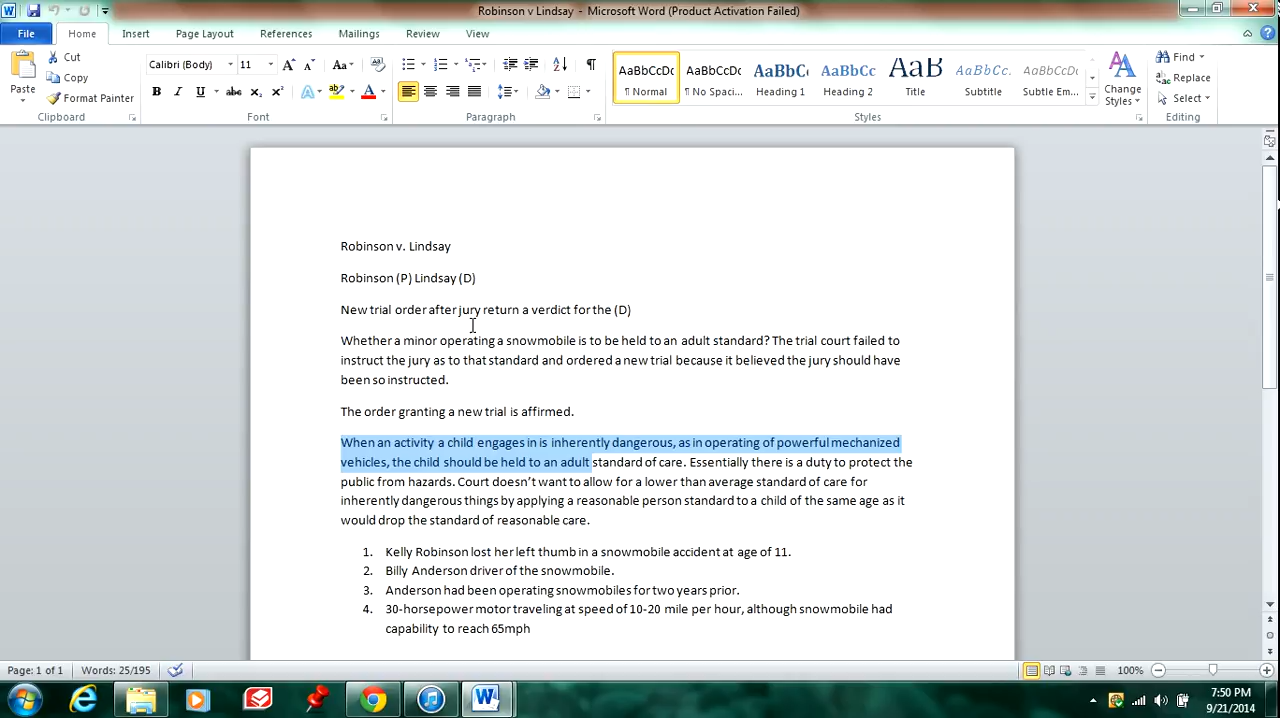 Robinson v Lindsay - Microsoft Word (Product Activation Failed)
File Home Insert Page Layout References Mailings Review View
Paste
Cut
Copy
Format Painter
Clipboard
Calibri (Body) 11
Font
Paragraph
AaBbCcDc AaBbCcDc AaBbC AaBbCc AaB AaBbCc. AaBbCcDc
¶ Normal ¶ No Spaci... Heading 1 Heading 2 Title Subtitle Subtle Em...
Styles
Change Styles
Find
Replace
Select
Editing
Robinson v. Lindsay
Robinson (P) Lindsay (D)
New trial order after jury return a verdict for the (D)
Whether a minor operating a snowmobile is to be held to an adult standard? The trial court failed to
instruct the jury as to that standard and ordered a new trial because it believed the jury should have
been so instructed.
The order granting a new trial is affirmed.
When an activity a child engages in is inherently dangerous, as in operating of powerful mechanized
vehicles, the child should be held to an adult standard of care. Essentially there is a duty to protect the
public from hazards. Court doesn't want to allow for a lower than average standard of care for
inherently dangerous things by applying a reasonable person standard to a child of the same age as it
would drop the standard of reasonable care.
1. Kelly Robinson lost her left thumb in a snowmobile accident at age of 11.
2. Billy Anderson driver of the snowmobile.
3. Anderson had been operating snowmobiles for two years prior.
4. 30-horsepower motor traveling at speed of 10-20 mile per hour, although snowmobile had
capability to reach 65mph
Page: 1 of 1 Words: 25/195 100%
7:50 PM
9/21/2014